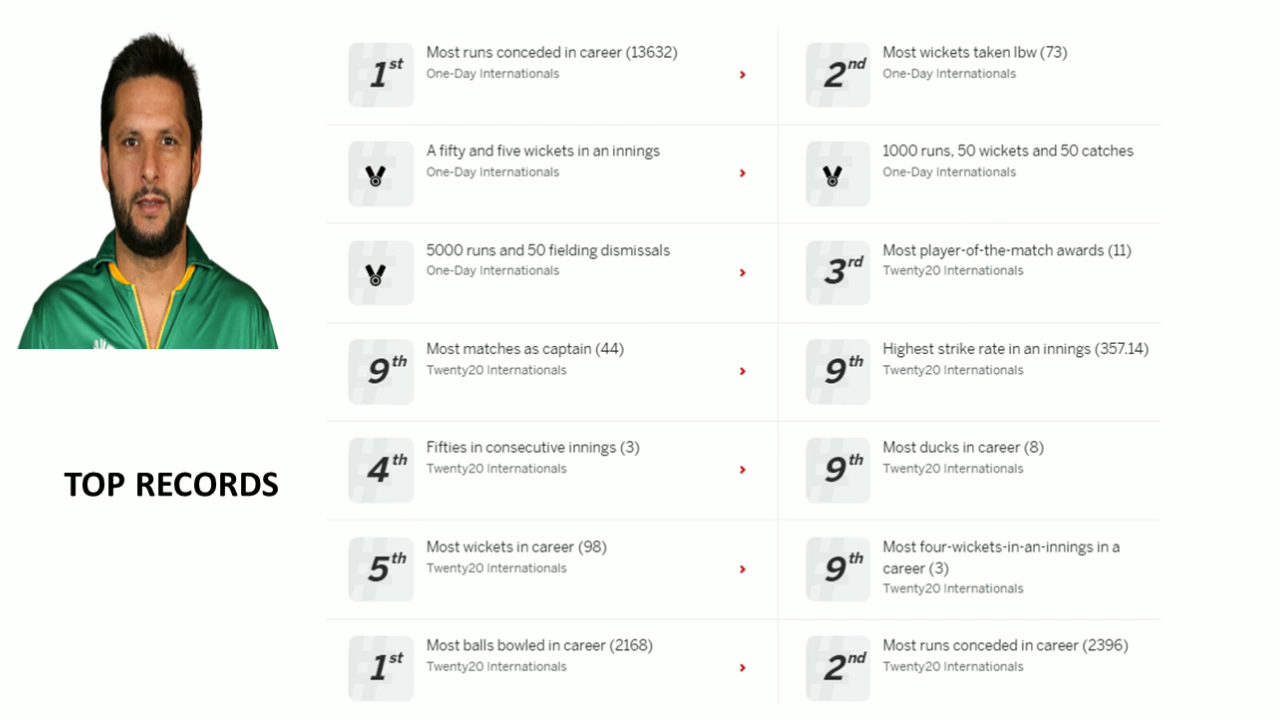 1st
Most runs conceded in career (13632)
One-Day Internationals
2nd
Most wickets taken lbw (73)
One-Day Internationals
A fifty and five wickets in an innings
One-Day Internationals
1000 runs, 50 wickets and 50 catches
One-Day Internationals
5000 runs and 50 fielding dismissals
One-Day Internationals
3rd
Most player-of-the-match awards (11)
Twenty20 Internationals
9th
Most matches as captain (44)
Twenty20 Internationals
9th
Highest strike rate in an innings (357.14)
Twenty20 Internationals
TOP RECORDS
4th
Fifties in consecutive innings (3)
Twenty20 Internationals
9th
Most ducks in career (8)
Twenty20 Internationals
5th
Most wickets in career (98)
Twenty20 Internationals
9th
Most four-wickets-in-an-innings in a
career (3)
Twenty20 Internationals
1st
Most balls bowled in career (2168)
Twenty20 Internationals
2nd
Most runs conceded in career (2396)
Twenty20 Internationals